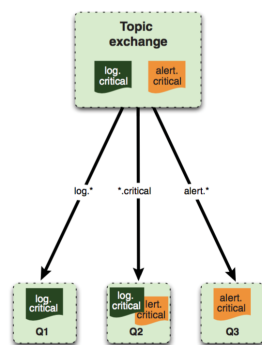 Topic
exchange
log.
critical
alert.
critical
log.*
*.critical
alert.*
log.
critical
Q1
log.
critical
lert.
critical
Q2
alert.
critical
Q3